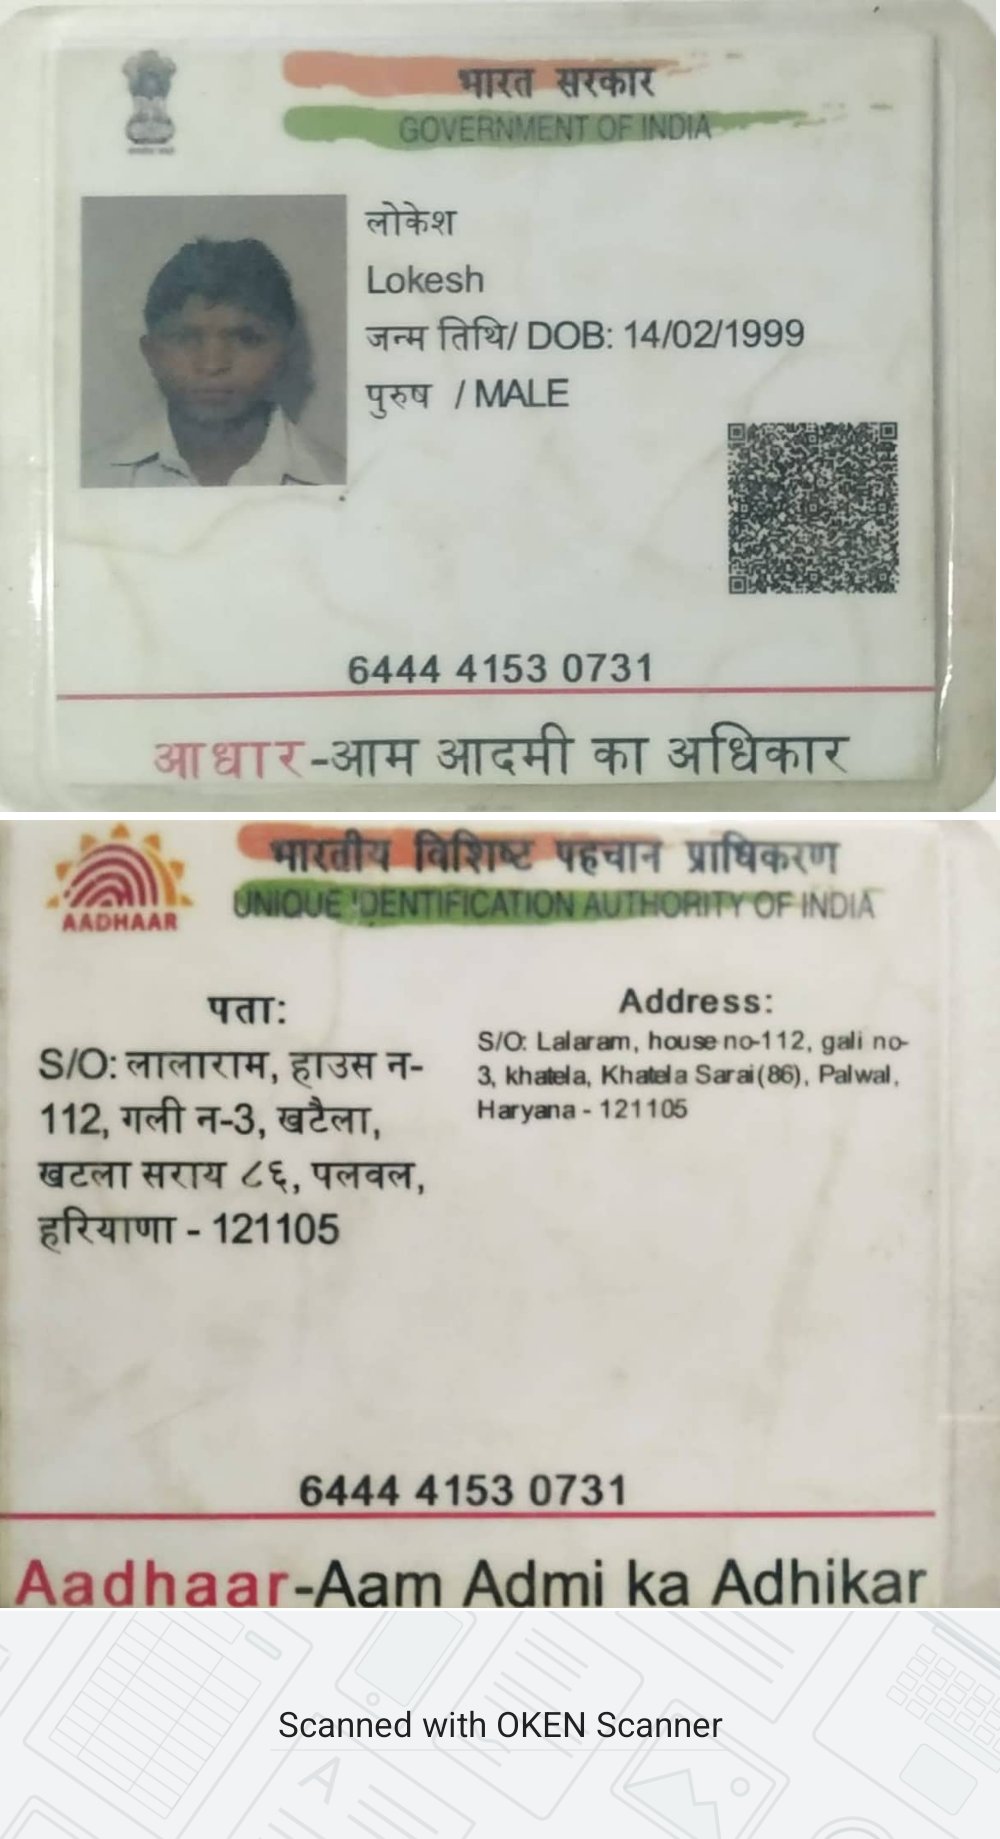 भारत सरकार
GOVERNMENT OF INDIA
लोकेश
Lokesh
जन्म तिथि/ DOB: 14/02/1999
पुरुष / MALE
6444 4153 0731
आधार-आम आदमी का अधिकार
भारतीय विशिष्ट पहचान प्राधिकरण
UNIQUE IDENTIFICATION AUTHORITY OF INDIA
AADHAAR
पता:
S/O: लालाराम, हाउस न-
112, गली न-3, खटैला,
खटला सराय ८६, पलवल,
हरियाणा - 121105
Address:
S/O: Lalaram, house no-112, gali no-
3, khatela, Khatela Sarai(86), Palwal,
Haryana - 121105
6444 4153 0731
Aadhaar-Aam Admi ka Adhikar
Scanned with OKEN Scanner